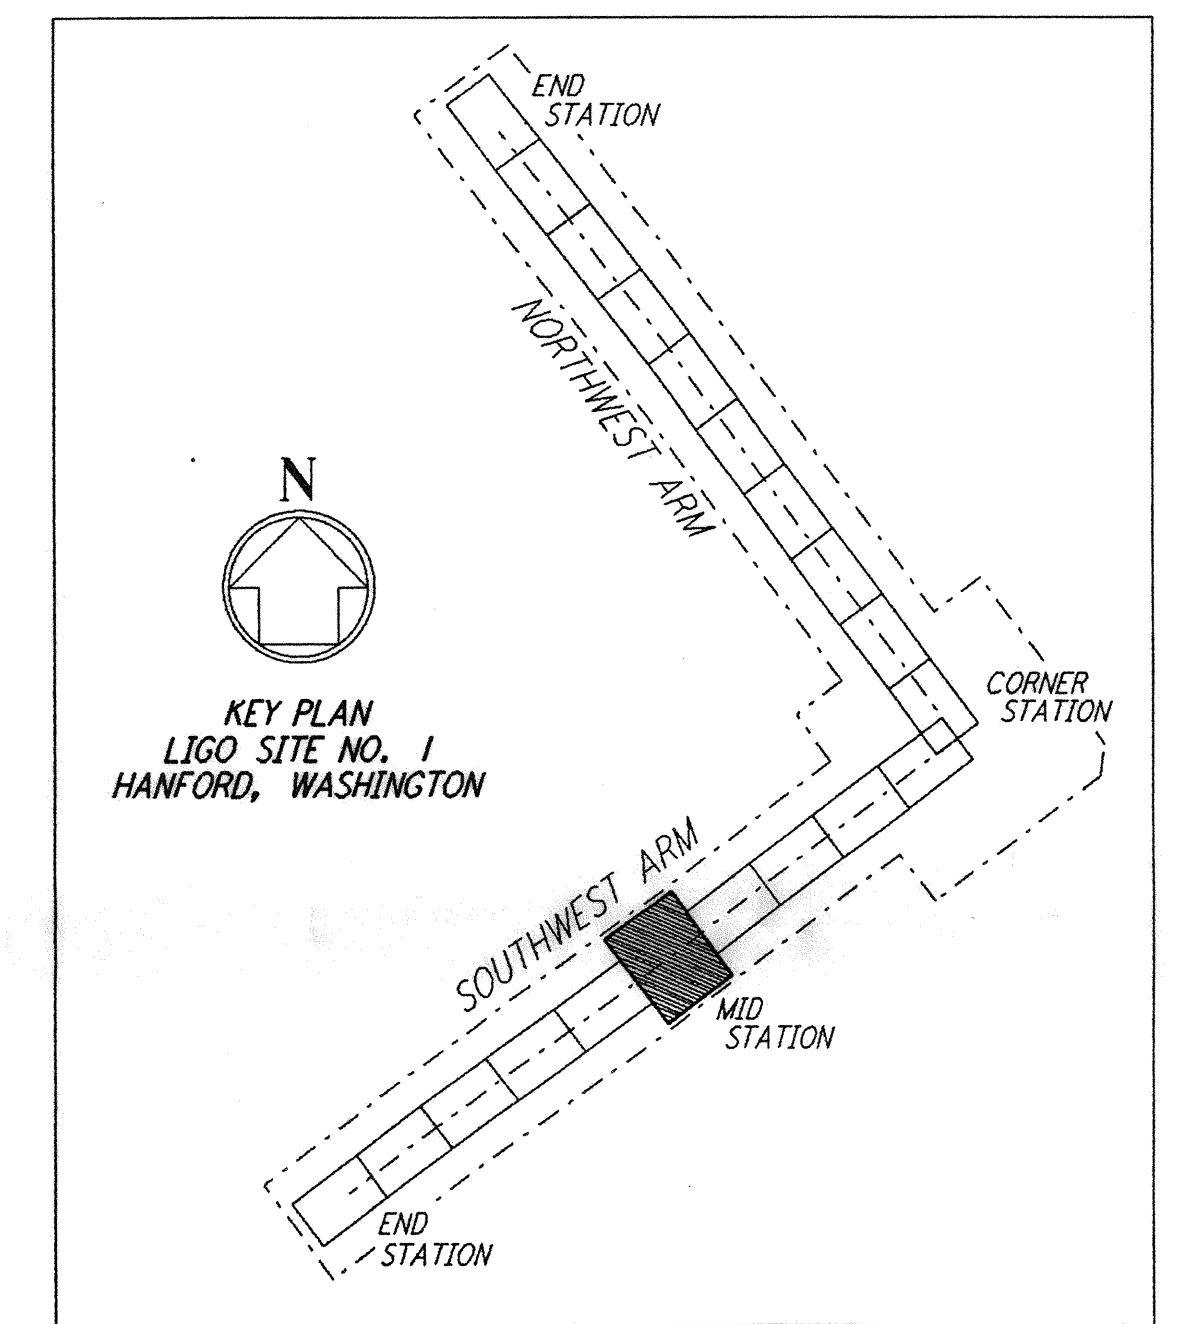 END
STATION
NORTHWEST ARM
N
KEY PLAN
LIGO SITE NO. 1
HANFORD, WASHINGTON
CORNER
STATION
SOUTHWEST ARM
MID
STATION
END
STATION